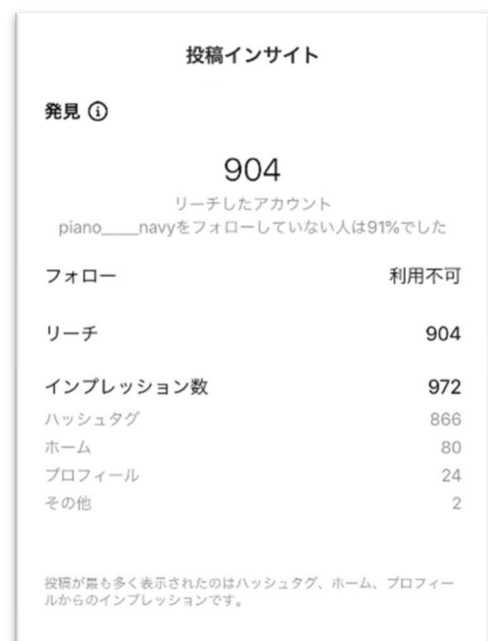 投稿インサイト
発見 ⓘ
904
リーチしたアカウント
piano____navyをフォローしていない人は91%でした
フォロー 利用不可
リーチ 904
インプレッション数 972
ハッシュタグ 866
ホーム 80
プロフィール 24
その他 2
投稿が最も多く表示されたのはハッシュタグ、ホーム、プロフィー
ルからのインプレッションです。